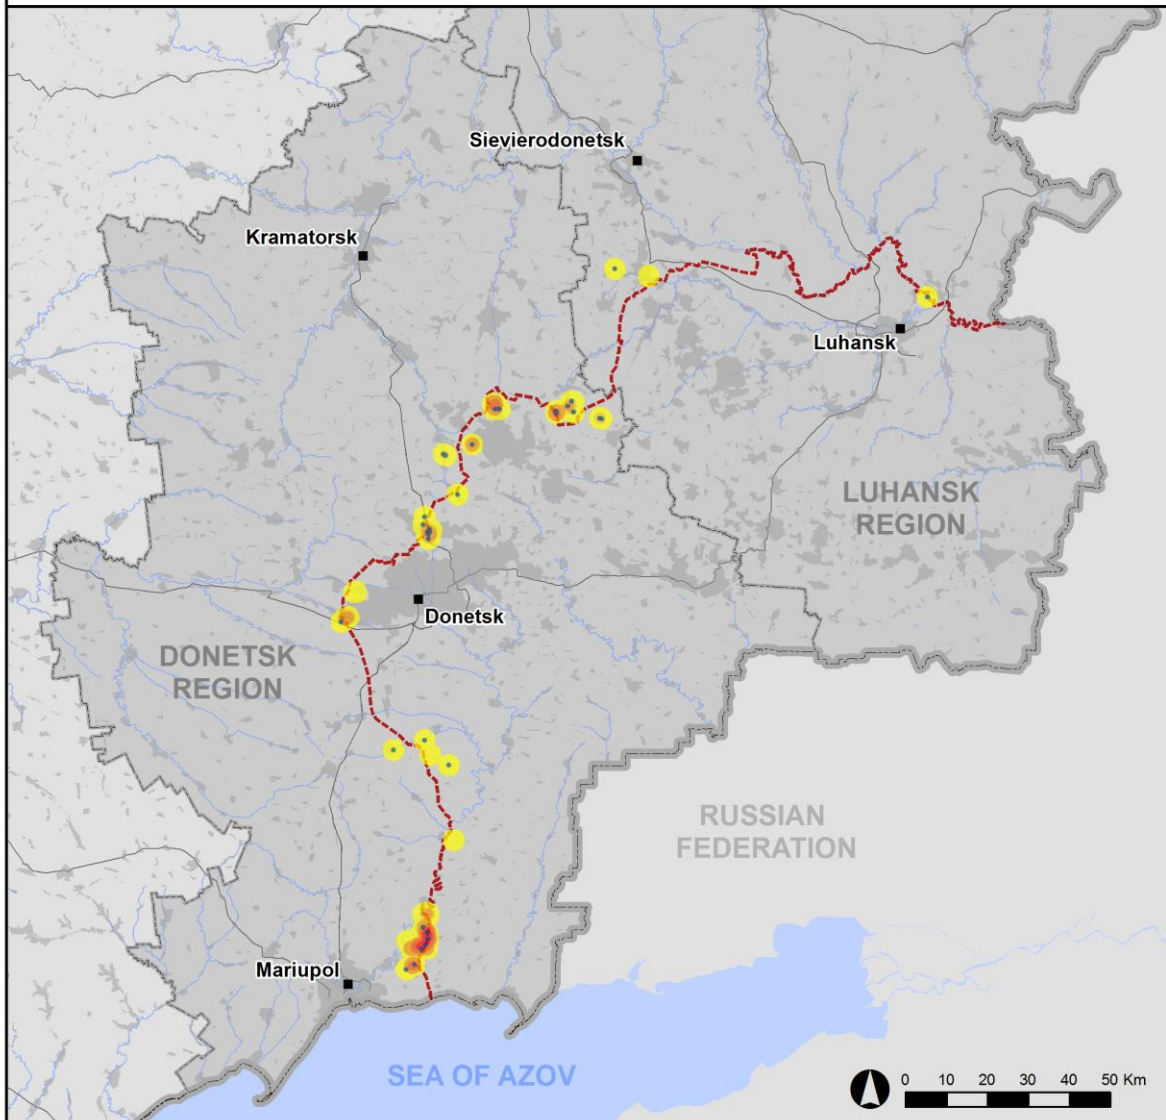 Sievierodonetsk
Kramatorsk
Luhansk
LUHANSK
REGION
Donetsk
DONETSK
REGION
RUSSIAN
FEDERATION
Mariupol
SEA OF AZOV
0 10 20 30 40 50 Km